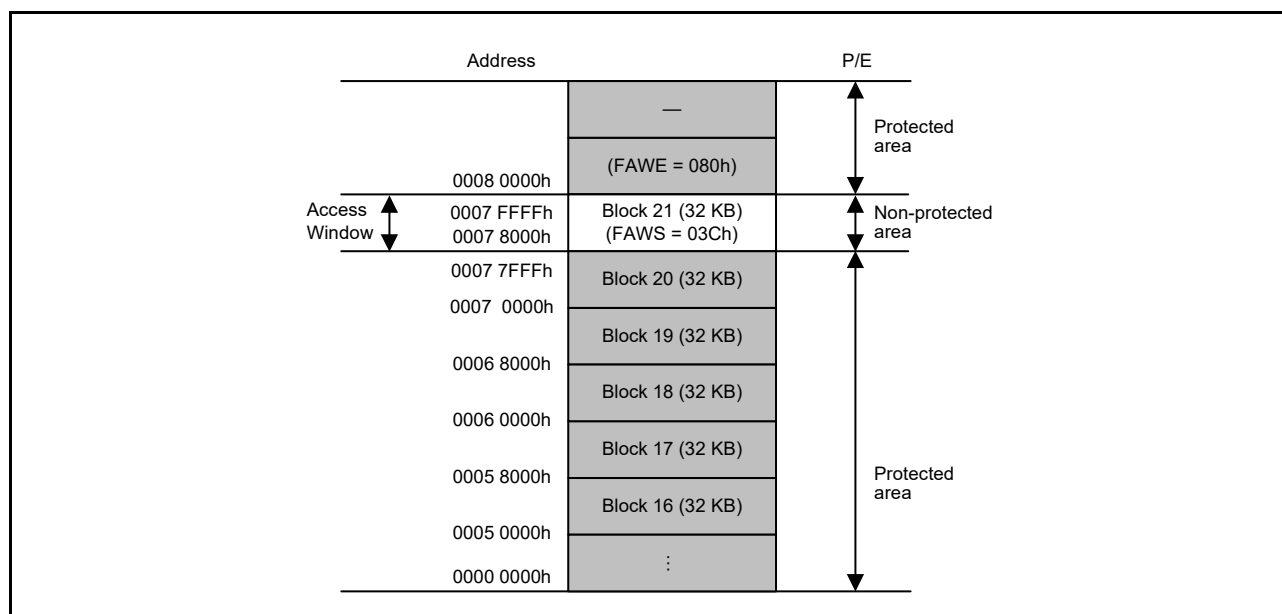 Address P/E
—
Protected
area
(FAWE = 080h)
0008 0000h
Access
Window
0007 FFFFh
Block 21 (32 KB)
Non-protected
area
0007 8000h
(FAWS = 03Ch)
0007 7FFFh
Block 20 (32 KB)
0007  0000h
Block 19 (32 KB)
0006 8000h
Block 18 (32 KB)
0006 0000h
Block 17 (32 KB)
0005 8000h
Protected
area
Block 16 (32 KB)
0005 0000h
⋮
0000 0000h